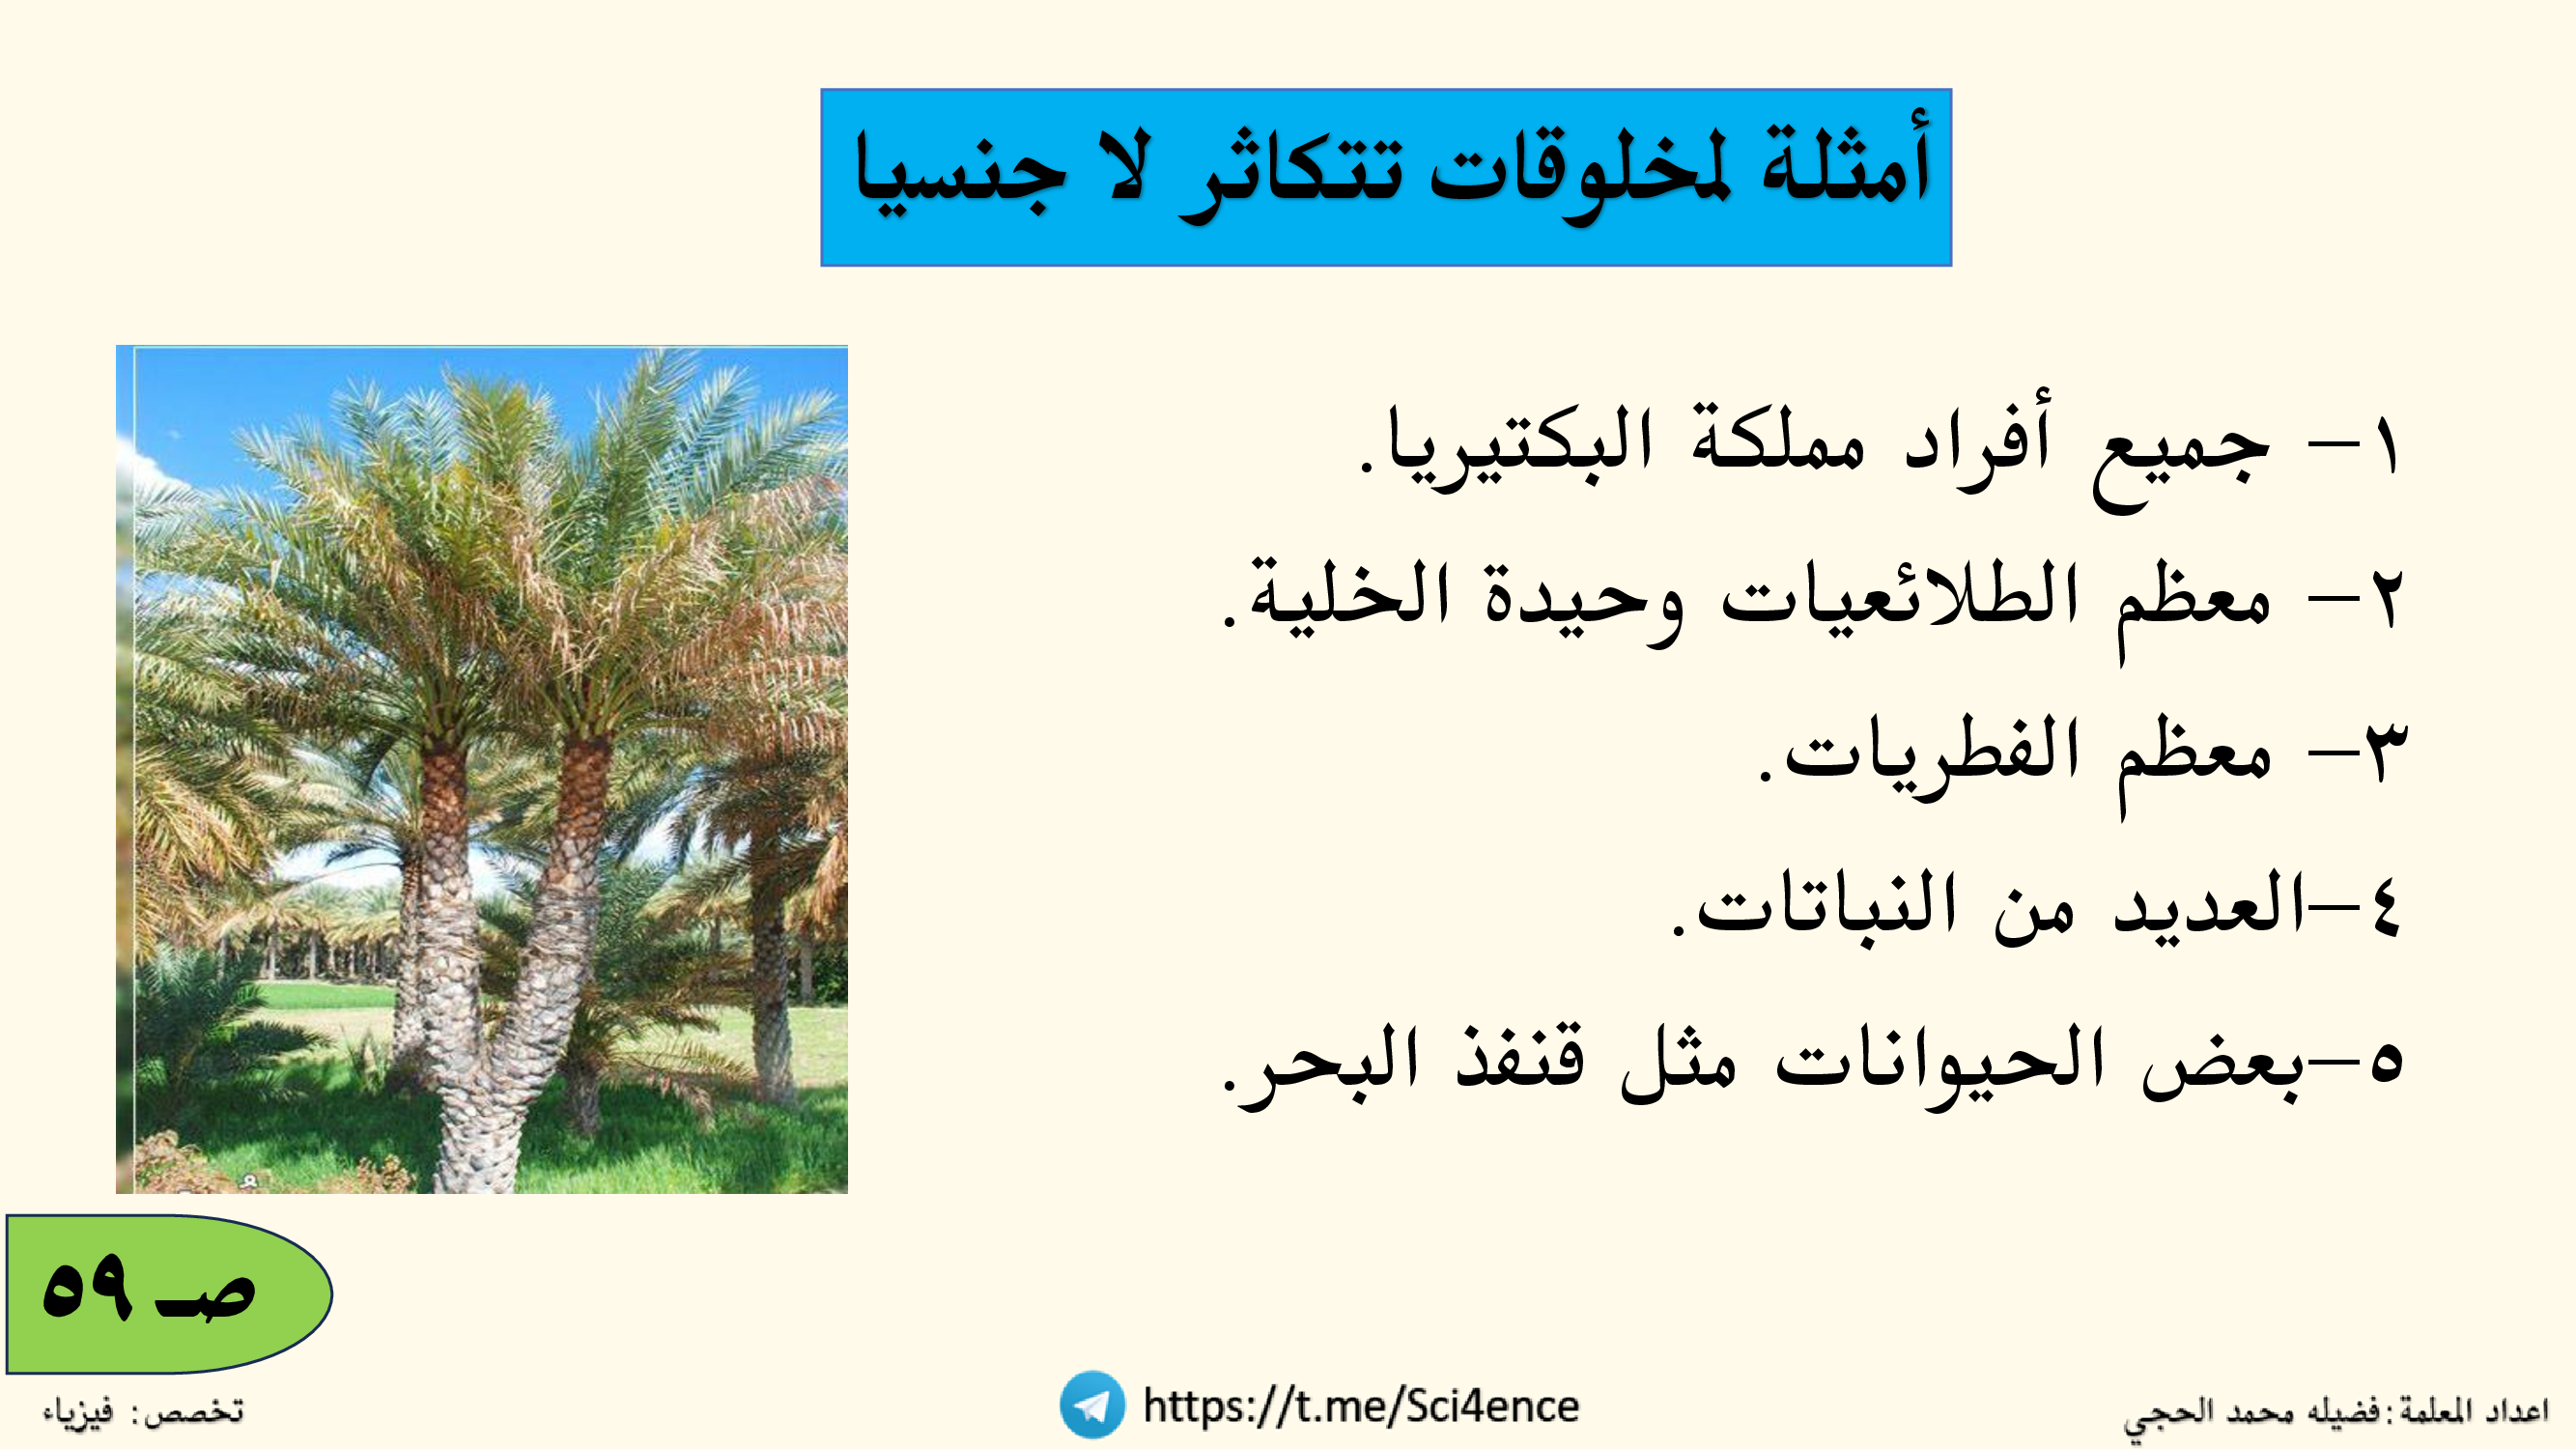 أمثلة لمخلوقات تتكاثر لا جنسيا
١– جميع أفراد مملكة البكتيريا.
٢– معظم الطلائعيات وحيدة الخلية.
٣– معظم الفطريات.
٤–العديد من النباتات.
٥–بعض الحيوانات مثل قنفذ البحر.
صـ ٥٩
اعداد المعلمة:فضيله محمد الحجي
https://t.me/Sci4ence
تخصص: فيزياء